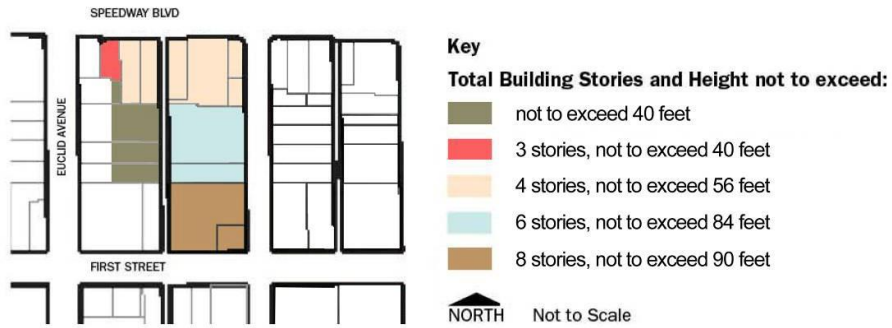 SPEEDWAY BLVD
EUCLID AVENUE
FIRST STREET
Key
Total Building Stories and Height not to exceed:
not to exceed 40 feet
3 stories, not to exceed 40 feet
4 stories, not to exceed 56 feet
6 stories, not to exceed 84 feet
8 stories, not to exceed 90 feet
NORTH Not to Scale